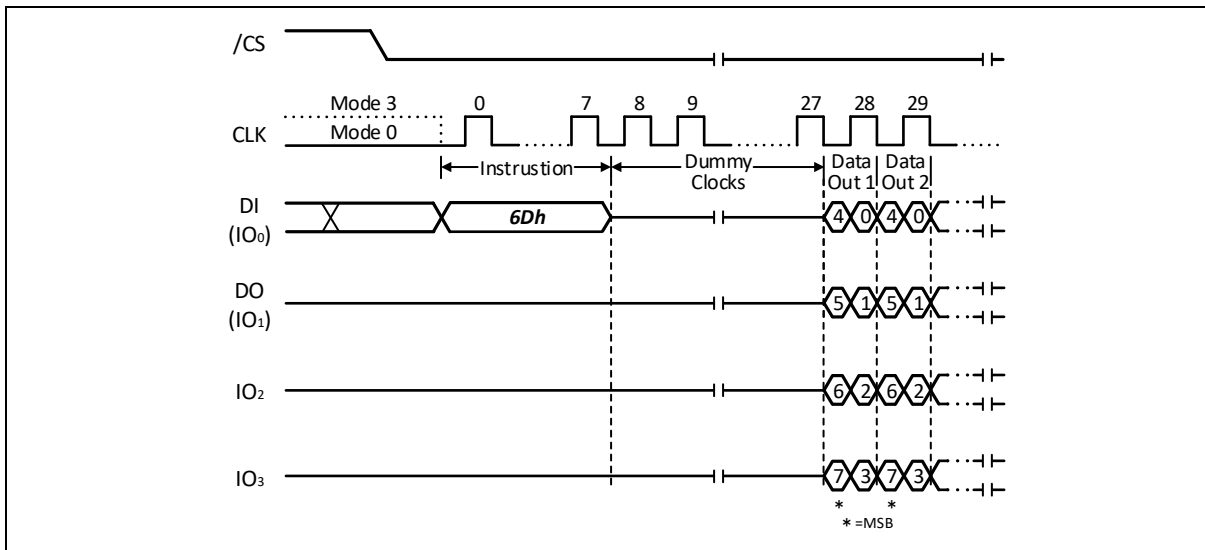 /CS
Mode 3
0 7 8 9 27 28 29
CLK
Mode 0
Instrustion
Dummy
Clocks
Data
Out 1
Data
Out 2
DI
(IO0)
6Dh
4 0 4 0
DO
(IO1)
5 1 5 1
IO2
6 2 6 2
IO3
7 3 7 3
* *
* =MSB